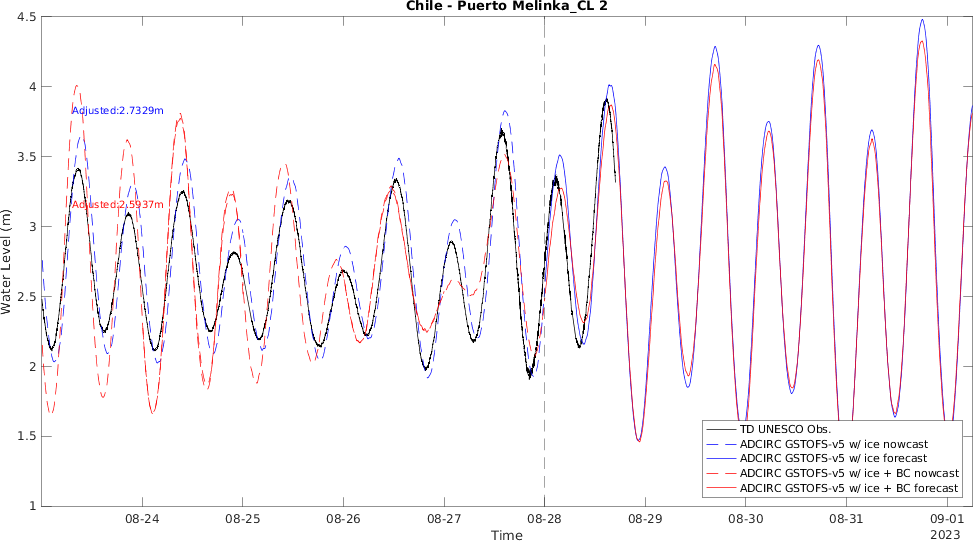 Chile - Puerto Melinka_CL 2
4.5
4
3.5
3
2.5
2
1.5
1
Water Level (m)
Adjusted:2.7329m
Adjusted:2.5937m
TD UNESCO Obs.
ADCIRC GSTOFS-v5 w/ ice nowcast
ADCIRC GSTOFS-v5 w/ ice forecast
ADCIRC GSTOFS-v5 w/ ice + BC nowcast
ADCIRC GSTOFS-v5 w/ ice + BC forecast
08-24
08-25
08-26
08-27
08-28
08-29
08-30
08-31
09-01
2023
Time